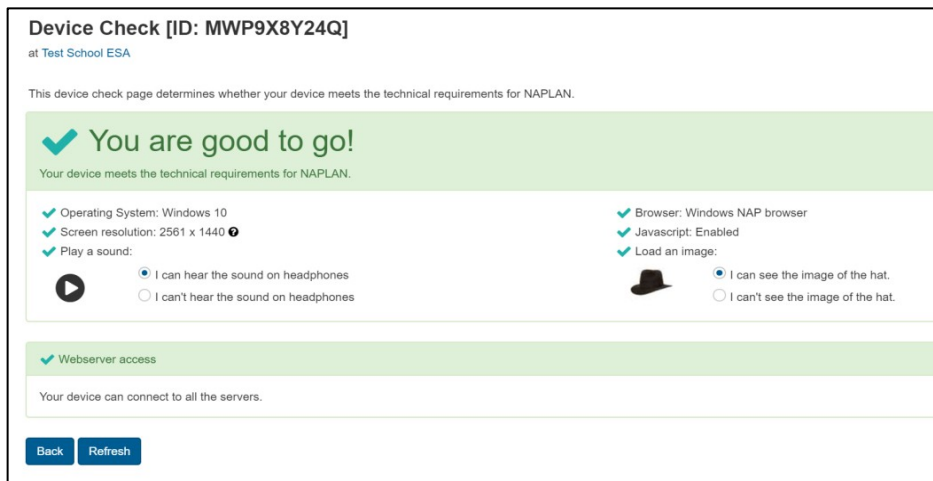 Device Check [ID: MWP9X8Y24Q]
at Test School ESA
This device check page determines whether your device meets the technical requirements for NAPLAN.
You are good to go!
Your device meets the technical requirements for NAPLAN.
Operating System: Windows 10
Screen resolution: 2561 x 1440 ?
Play a sound:
I can hear the sound on headphones
I can't hear the sound on headphones
Browser: Windows NAP browser
Javascript: Enabled
Load an image:
I can see the image of the hat.
I can't see the image of the hat.
Webserver access
Your device can connect to all the servers.
Back
Refresh